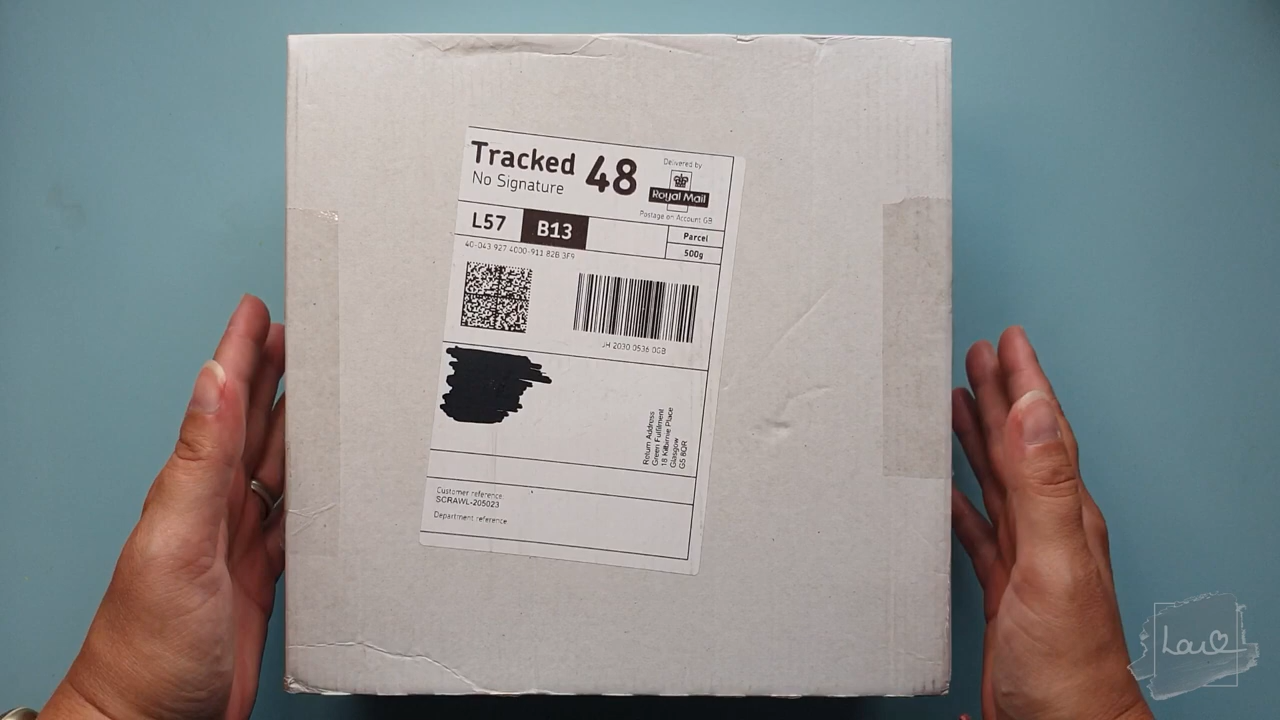 Tracked 48
No Signature
Delivered by
Royal Mail
Postage on Account GB
L57 B13
Parcel
500g
40-043 927 4000-911 82B 3F9
JH 2030 0536 0GB
Return Address
Green Fulfilment
18 Kilbirnie Place
Glasgow
G5 8QR
Customer reference:
SCRAWL-205023
Department reference